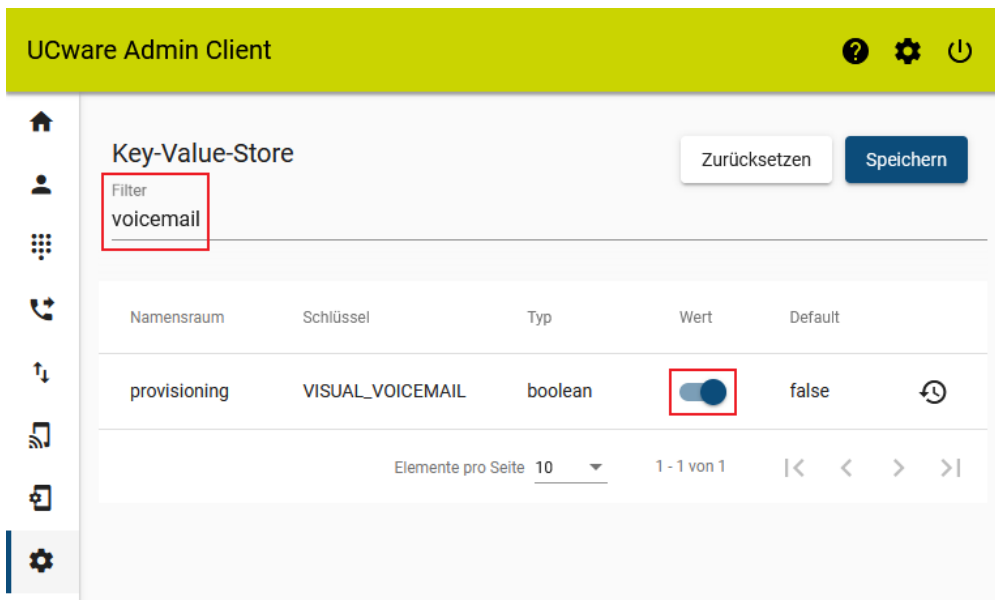 UCware Admin Client
Key-Value-Store
Zurücksetzen
Speichern
Filter
voicemail
Namensraum Schlüssel Typ Wert Default
provisioning VISUAL_VOICEMAIL boolean false
Elemente pro Seite 10 1 - 1 von 1